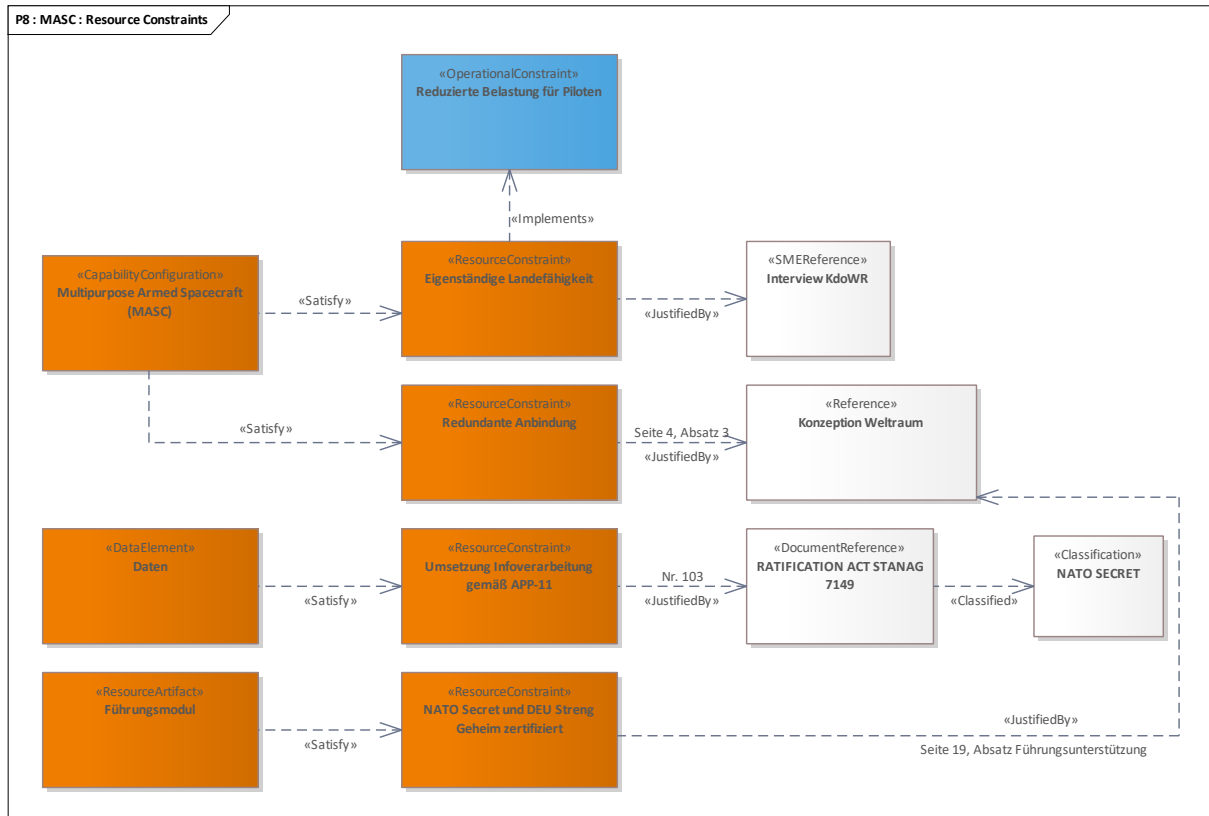 P8 : MASC : Resource Constraints
«OperationalConstraint»
Reduzierte Belastung für Piloten
«Implements»
«CapabilityConfiguration»
Multipurpose Armed Spacecraft
(MASC)
«Satisfy»
«ResourceConstraint»
Eigenständige Landefähigkeit
«JustifiedBy»
«SMEReference»
Interview KdoWR
«Satisfy»
«ResourceConstraint»
Redundante Anbindung
Seite 4, Absatz 3
«JustifiedBy»
«Reference»
Konzeption Weltraum
«DataElement»
Daten
«Satisfy»
«ResourceConstraint»
Umsetzung Infoverarbeitung
gemäß APP-11
Nr. 103
«JustifiedBy»
«DocumentReference»
RATIFICATION ACT STANAG
7149
«Classified»
«Classification»
NATO SECRET
«ResourceArtifact»
Führungsmodul
«Satisfy»
«ResourceConstraint»
NATO Secret und DEU Streng
Geheim zertifiziert
«JustifiedBy»
Seite 19, Absatz Führungsunterstützung